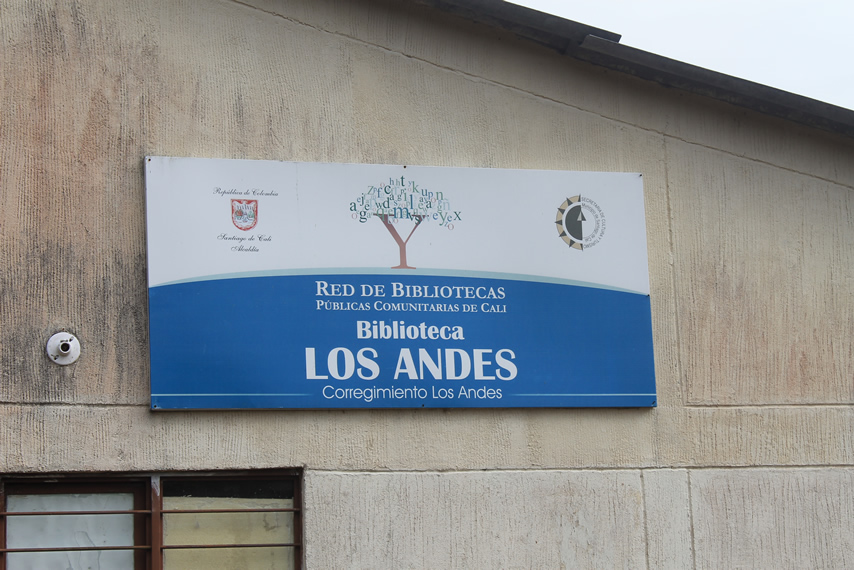 República de Colombia
Santiago de Cali
Alcaldía
RED DE BIBLIOTECAS
PÚBLICAS COMUNITARIAS DE CALI
Biblioteca
LOS ANDES
Corregimiento Los Andes